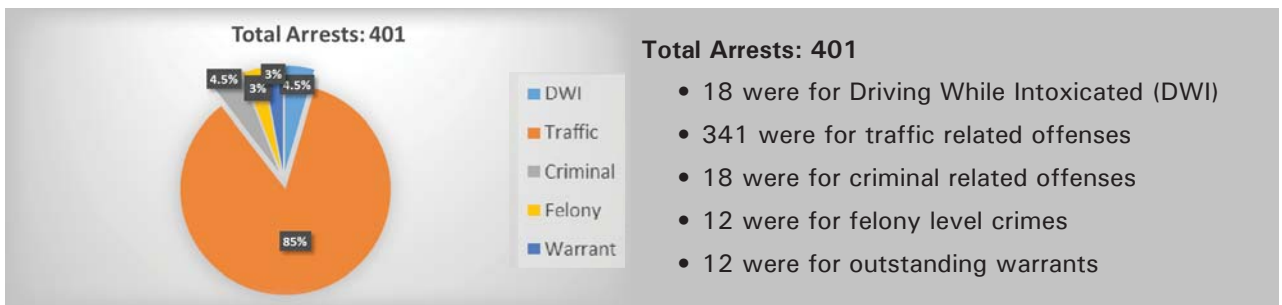 Total Arrests: 401
4.5%
3%
3%
4.5%
85%
DWI
Traffic
Criminal
Felony
Warrant
Total Arrests: 401
• 18 were for Driving While Intoxicated (DWI)
• 341 were for traffic related offenses
• 18 were for criminal related offenses
• 12 were for felony level crimes
• 12 were for outstanding warrants